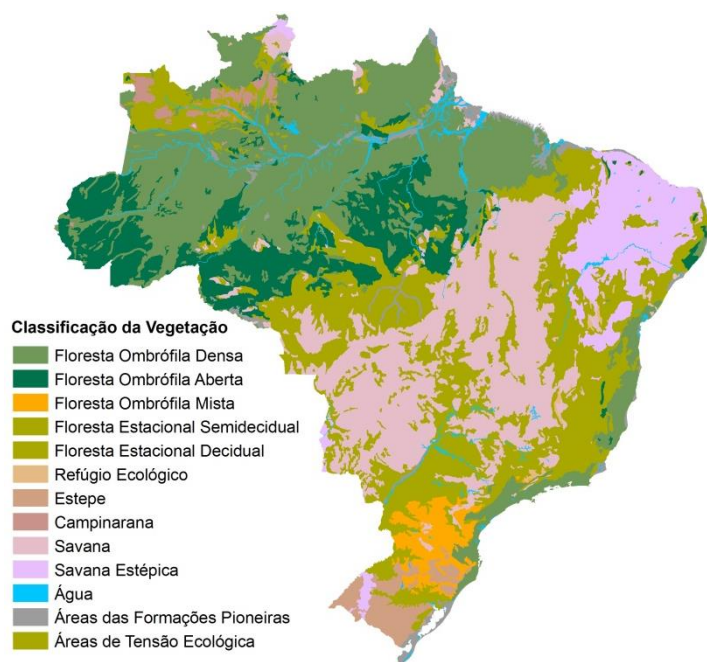 Classificação da Vegetação
Floresta Ombrófila Densa
Floresta Ombrófila Aberta
Floresta Ombrófila Mista
Floresta Estacional Semidecidual
Floresta Estacional Decidual
Refúgio Ecológico
Estepe
Campinarana
Savana
Savana Estépica
Água
Áreas das Formações Pioneiras
Áreas de Tensão Ecológica